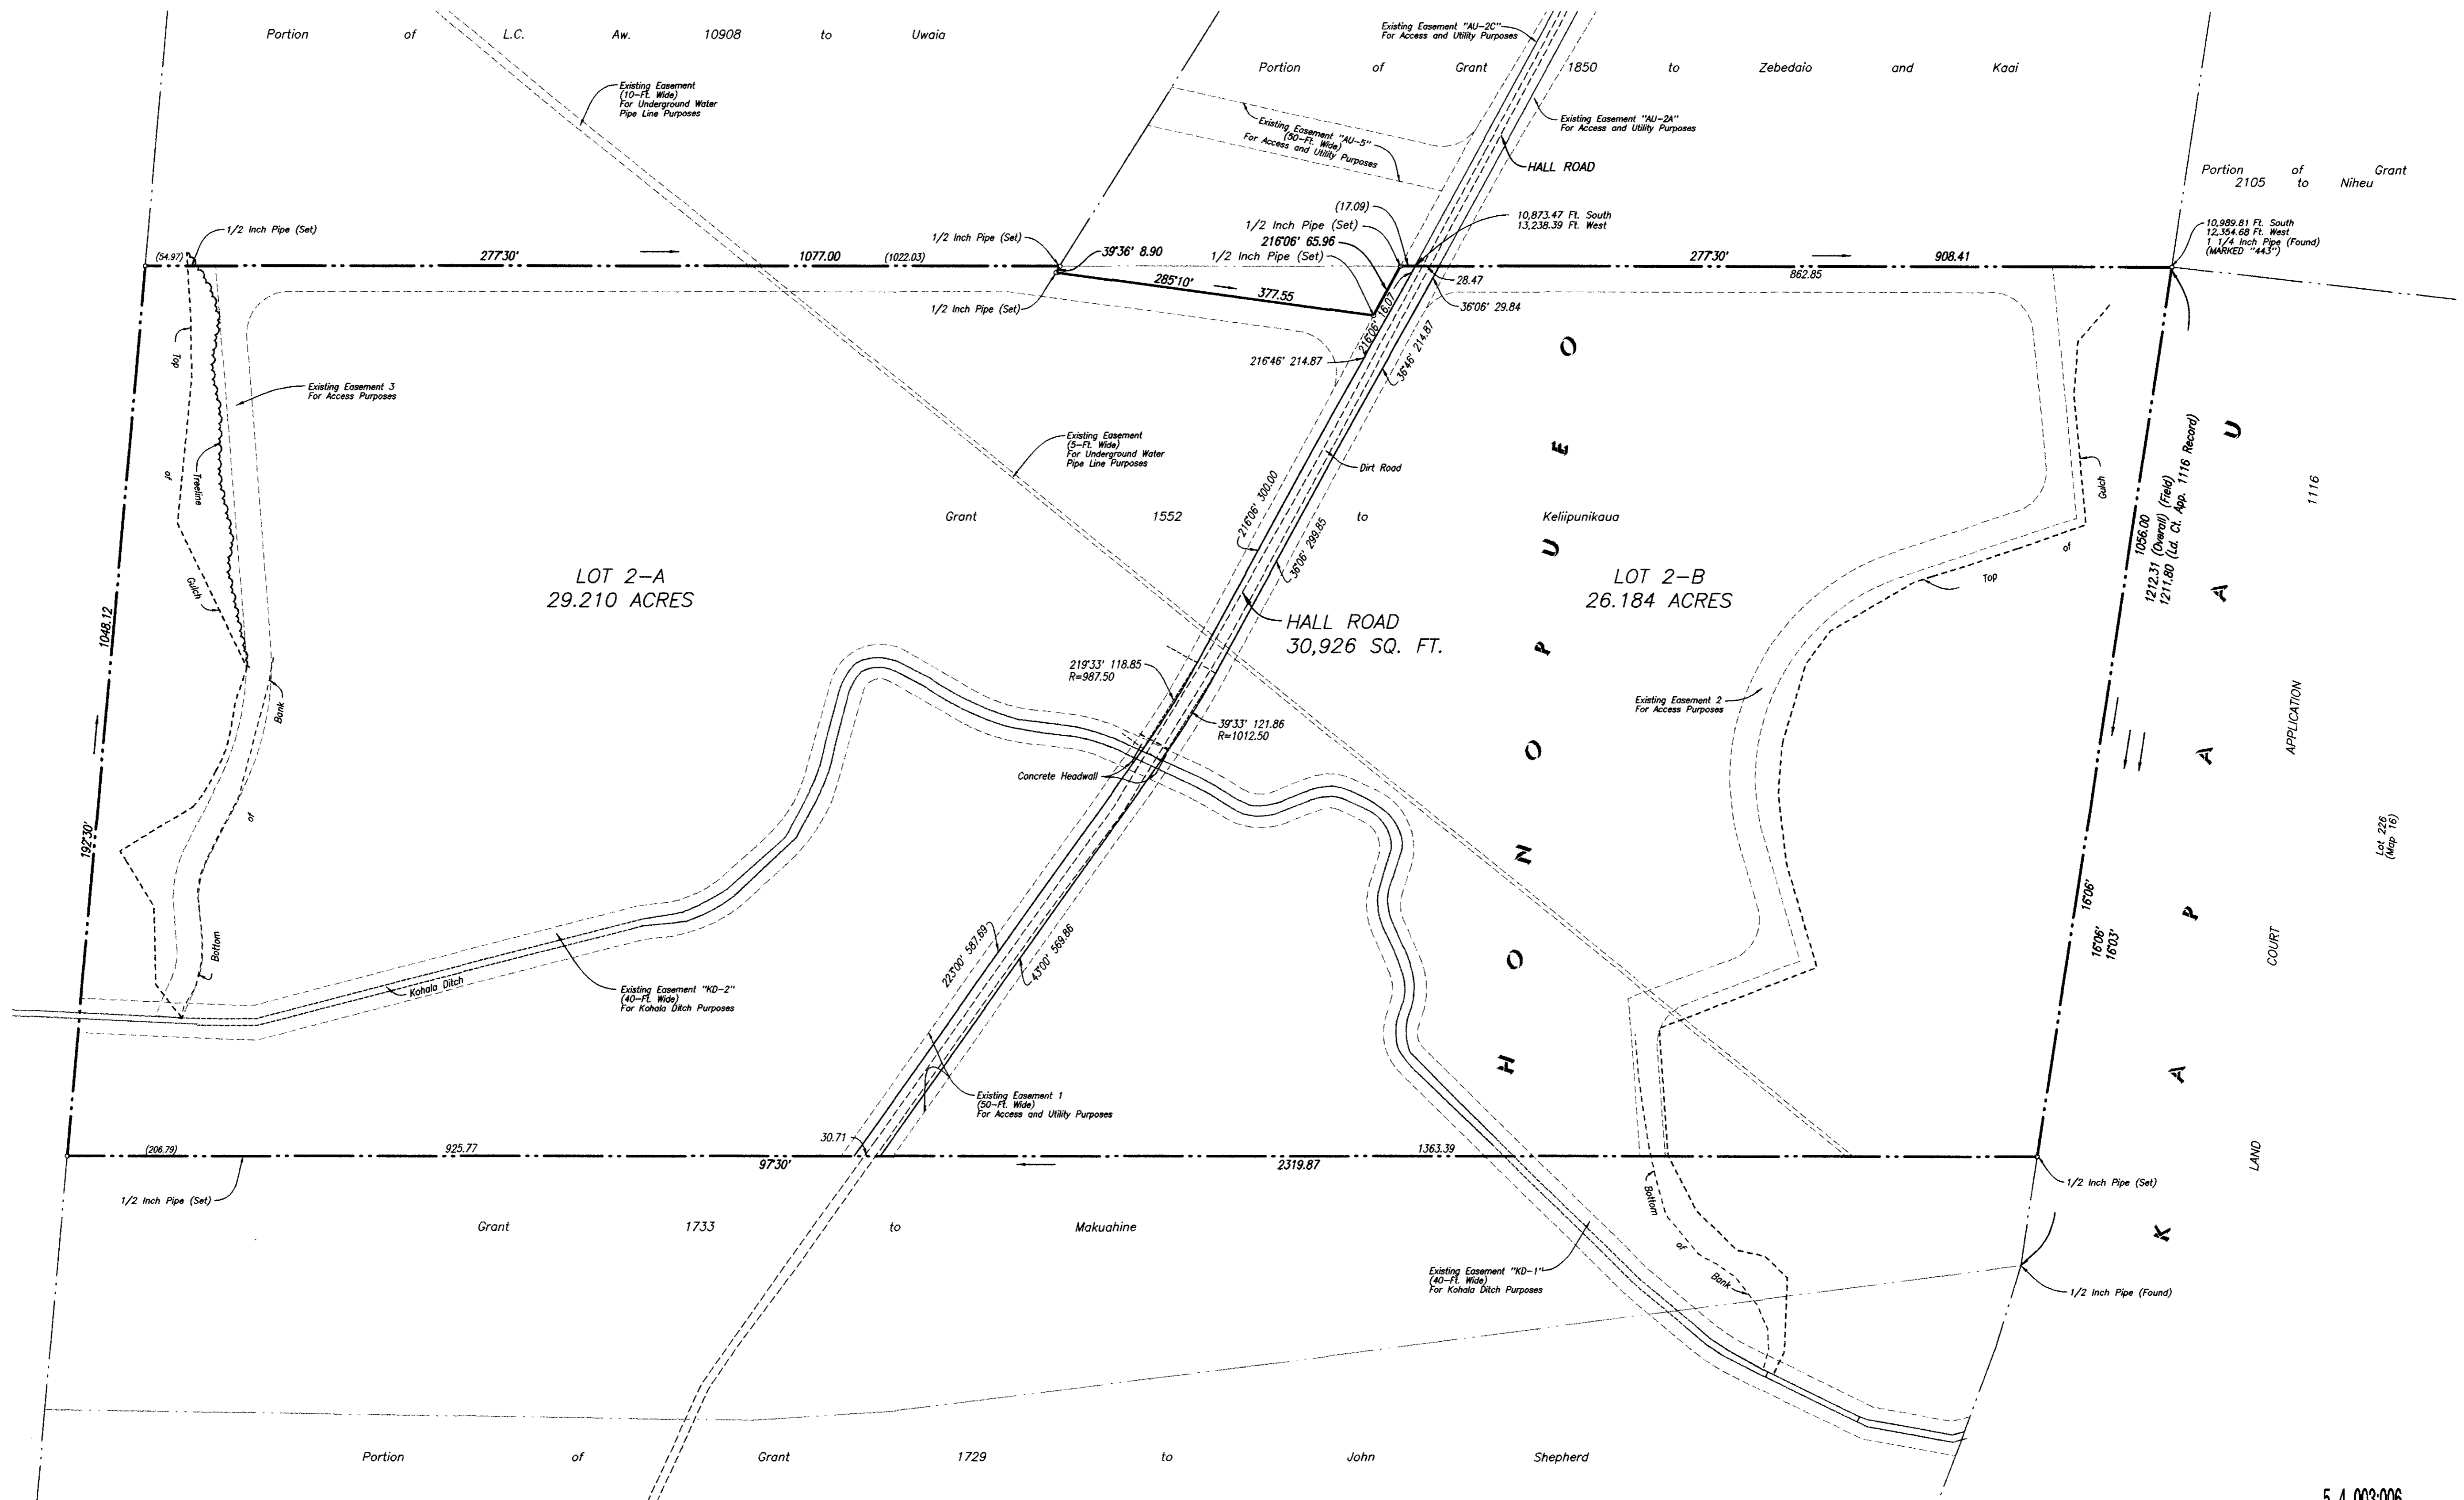 Portion of L.C. Aw. 10908 to Uwaia
Existing Easement "AU-2C"
For Access and Utility Purposes
Portion of Grant 1850 to Zebedaio and Kaai
Existing Easement
(10-Ft. Wide)
For Underground Water
Pipe Line Purposes
Existing Easement "AU-5"
(50-Ft. Wide)
For Access and Utility Purposes
Existing Easement "AU-2A"
For Access and Utility Purposes
HALL ROAD
Portion of Grant
2105 to Niheu
(17.09)
1/2 Inch Pipe (Set)
216°06' 65.96
1/2 Inch Pipe (Set)
10,873.47 Ft. South
13,238.39 Ft. West
10,989.81 Ft. South
12,354.68 Ft. West
1 1/4 Inch Pipe (Found)
(MARKED "443")
1/2 Inch Pipe (Set)
1/2 Inch Pipe (Set)
39°36' 8.90
(54.97)
277°30'
1077.00
(1022.03)
277°30'
908.41
862.85
28.47
36°06' 29.84
285°10'
377.55
1/2 Inch Pipe (Set)
216°06' 16.07
216°46' 214.87
36°46' 214.87
Top
of
Gulch
Treeline
Existing Easement 3
For Access Purposes
Existing Easement
(5-Ft. Wide)
For Underground Water
Pipe Line Purposes
Dirt Road
216°06' 300.00
36°06' 299.85
Grant 1552 to Keliipunikaua
LOT 2-A
29.210 ACRES
LOT 2-B
26.184 ACRES
HALL ROAD
30,926 SQ. FT.
Gulch
of
Top
1056.00
1212.31 (Overall) (Field)
1211.80 (Ld. Ct. App. 1116 Record)
1048.12
192°30'
219°33' 118.85
R=987.50
39°33' 121.86
R=1012.50
Concrete Headwall
Existing Easement 2
For Access Purposes
Bank
of
Bottom
HONOPUEO
KAAPAAU
LAND COURT APPLICATION 1116
Lot 226
(Map 16)
16°06'
16°06'
16°03'
Kohala Ditch
Existing Easement "KD-2"
(40-Ft. Wide)
For Kohala Ditch Purposes
223°00' 587.69
43°00' 569.86
Existing Easement 1
(50-Ft. Wide)
For Access and Utility Purposes
(206.79)
925.77
30.71
97°30'
2319.87
1363.39
1/2 Inch Pipe (Set)
1/2 Inch Pipe (Set)
Grant 1733 to Makuahine
Bottom
of
Bank
Existing Easement "KD-1"
(40-Ft. Wide)
For Kohala Ditch Purposes
1/2 Inch Pipe (Found)
Portion of Grant 1729 to John Shepherd